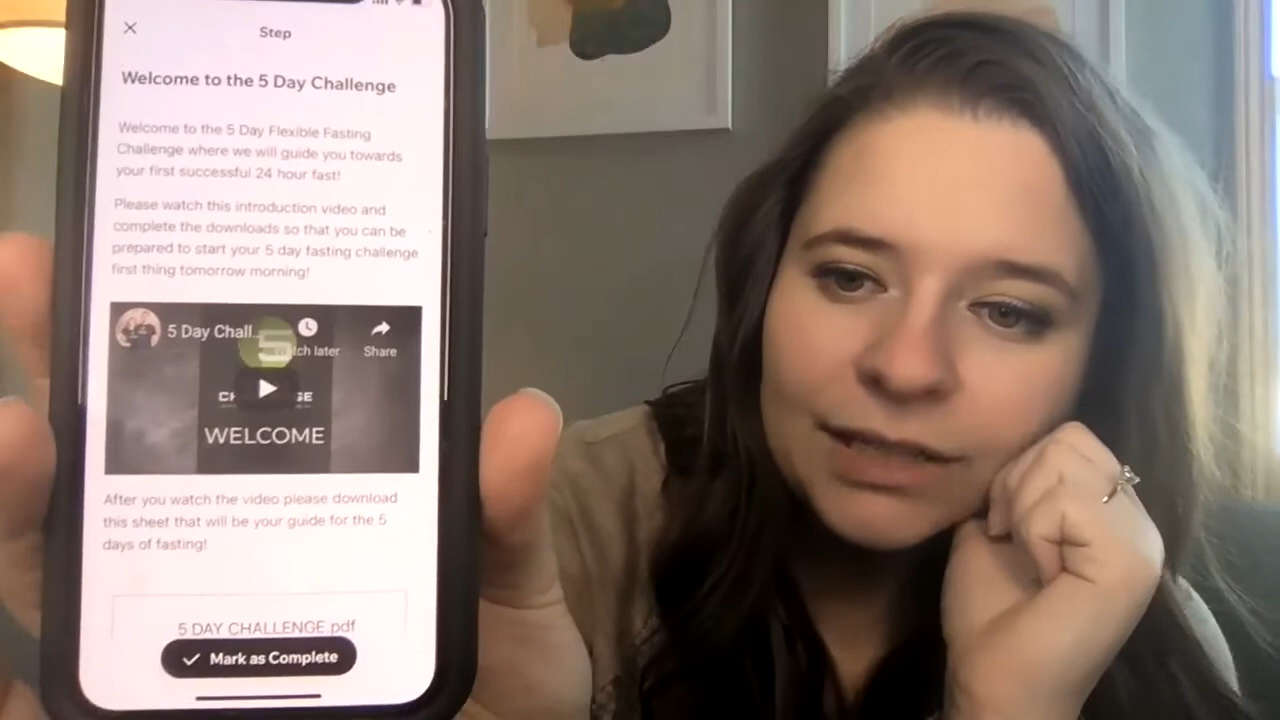 Step
Welcome to the 5 Day Challenge
Welcome to the 5 Day Flexible Fasting
Challenge where we will guide you towards
your first successful 24 hour fast!
Please watch this introduction video and
complete the downloads so that you can be
prepared to start your 5 day fasting challenge
first thing tomorrow morning!
5 Day Chall...
5
tch later
Share
WELCOME
After you watch the video please download
this sheet that will be your guide for the 5
days of fasting!
5 DAY CHALLENGE.pdf
Mark as Complete